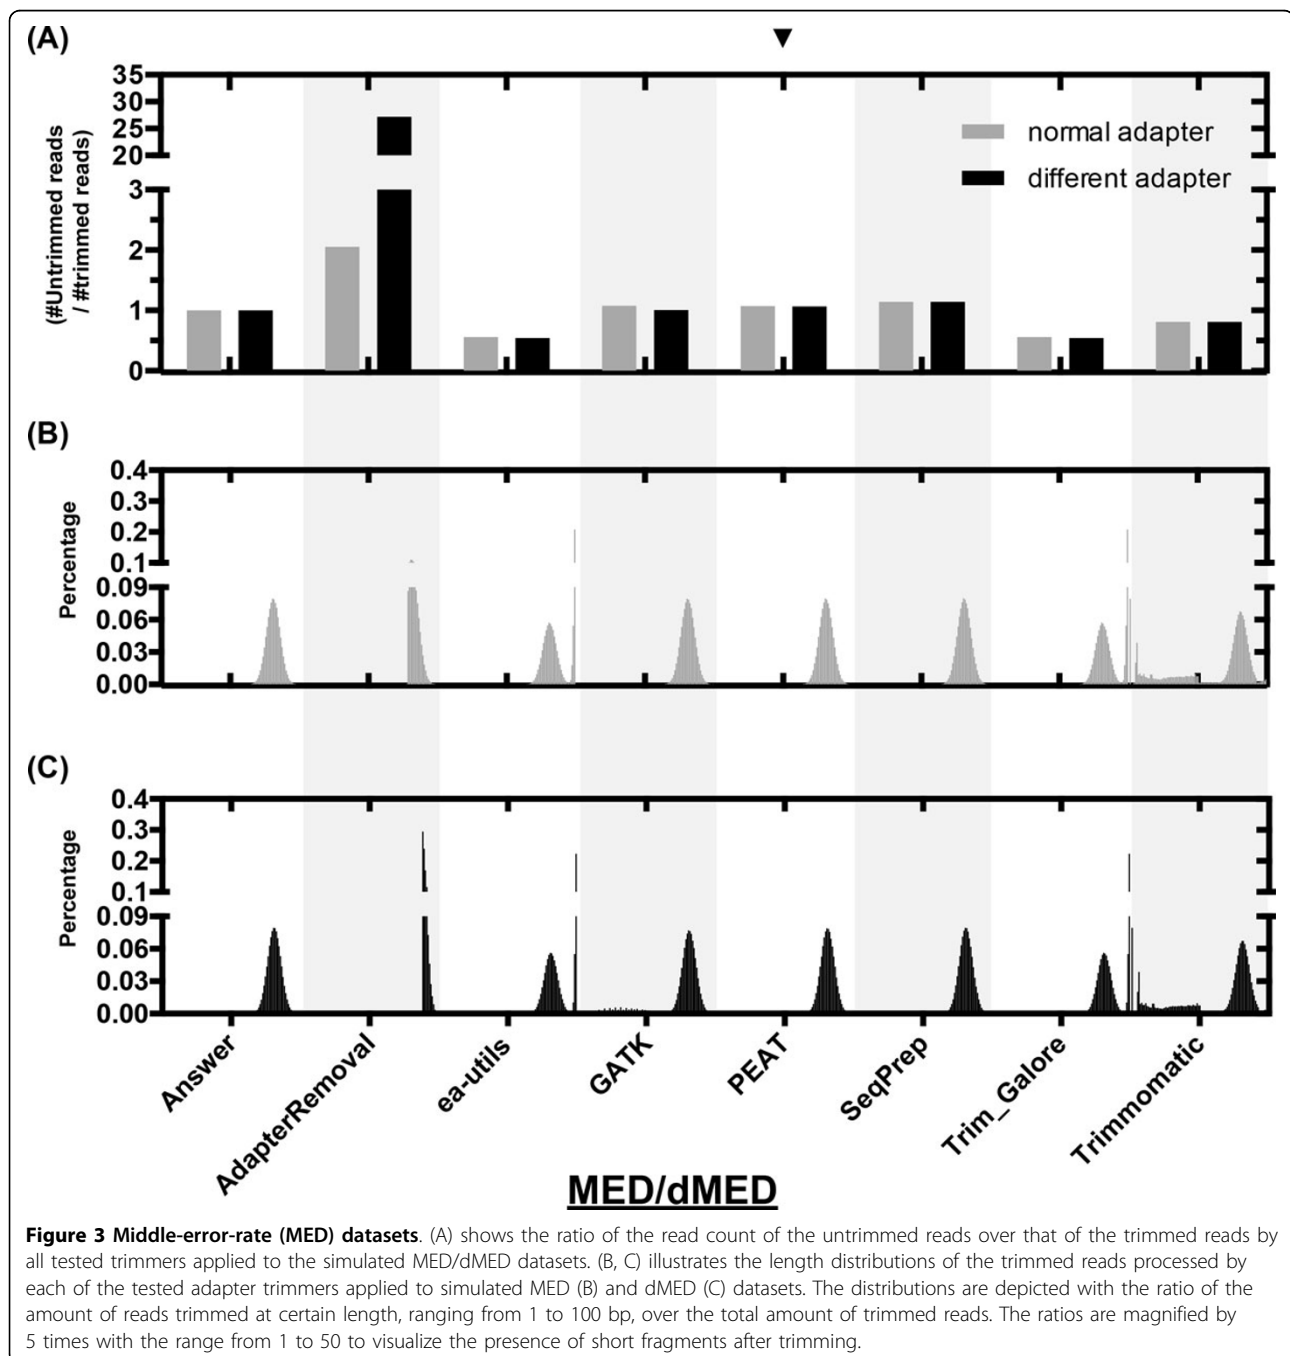 (A)
35
30
25
20
3
2
1
0
(#Untrimmed reads
/ #trimmed reads)
normal adapter
different adapter
(B)
0.4
0.3
0.2
0.1
0.09
0.06
0.03
0.00
Percentage
(C)
0.4
0.3
0.2
0.1
0.09
0.06
0.03
0.00
Percentage
Answer
AdapterRemoval
ea-utils
GATK
PEAT
SeqPrep
Trim_Galore
Trimmomatic
MED/dMED
Figure 3 Middle-error-rate (MED) datasets. (A) shows the ratio of the read count of the untrimmed reads over that of the trimmed reads by
all tested trimmers applied to the simulated MED/dMED datasets. (B, C) illustrates the length distributions of the trimmed reads processed by
each of the tested adapter trimmers applied to simulated MED (B) and dMED (C) datasets. The distributions are depicted with the ratio of the
amount of reads trimmed at certain length, ranging from 1 to 100 bp, over the total amount of trimmed reads. The ratios are magnified by
5 times with the range from 1 to 50 to visualize the presence of short fragments after trimming.